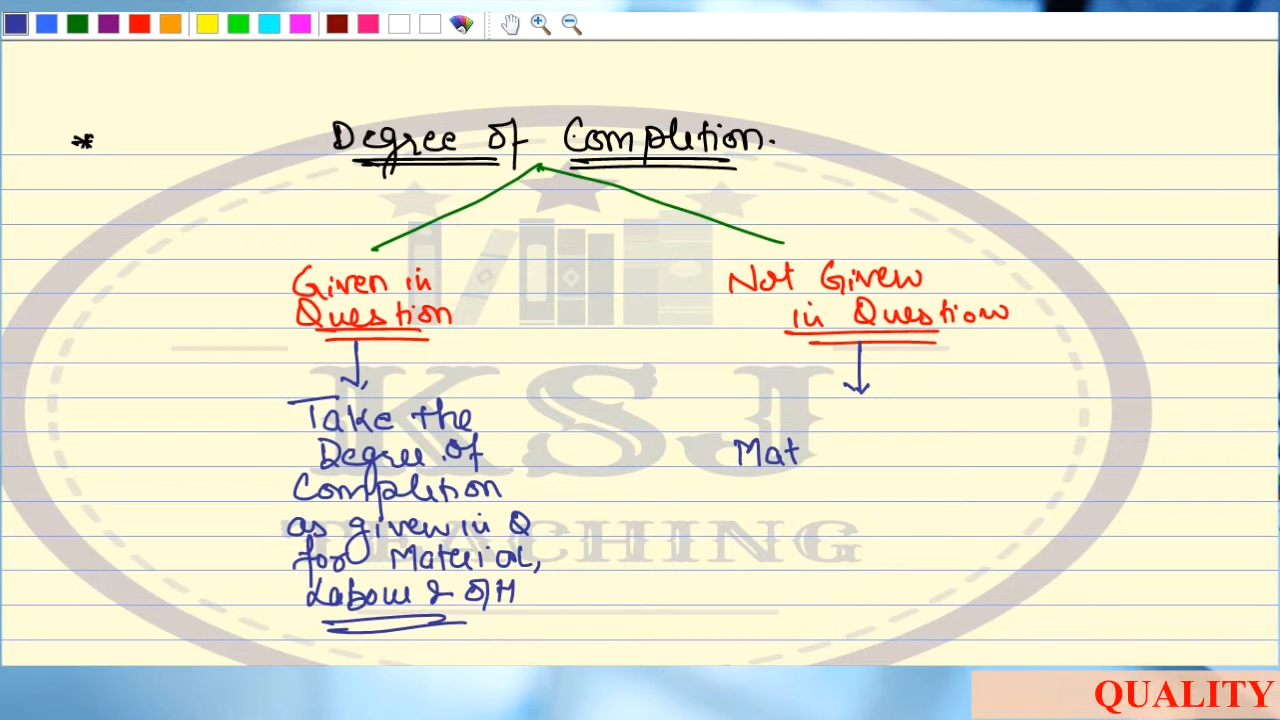 * Degree of Completion.
Given in
Question
Not Given
in Question
Take the
Degree of
Completion
as given in Q
for Material,
Labour & O/H
Mat
KSJ
TEACHING
QUALITY